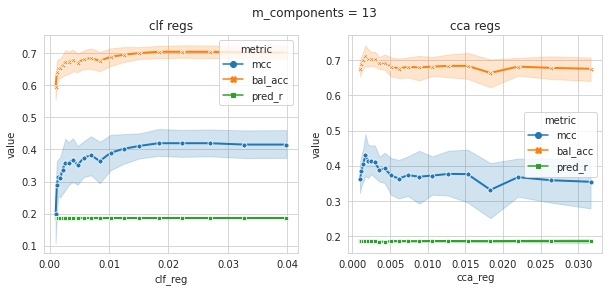 m_components = 13
clf regs
cca regs
metric
mcc
bal_acc
pred_r
metric
mcc
bal_acc
pred_r
value
value
0.7
0.6
0.5
0.4
0.3
0.2
0.1
0.7
0.6
0.5
0.4
0.3
0.2
0.00
0.01
0.02
0.03
0.04
0.000
0.005
0.010
0.015
0.020
0.025
0.030
clf_reg
cca_reg